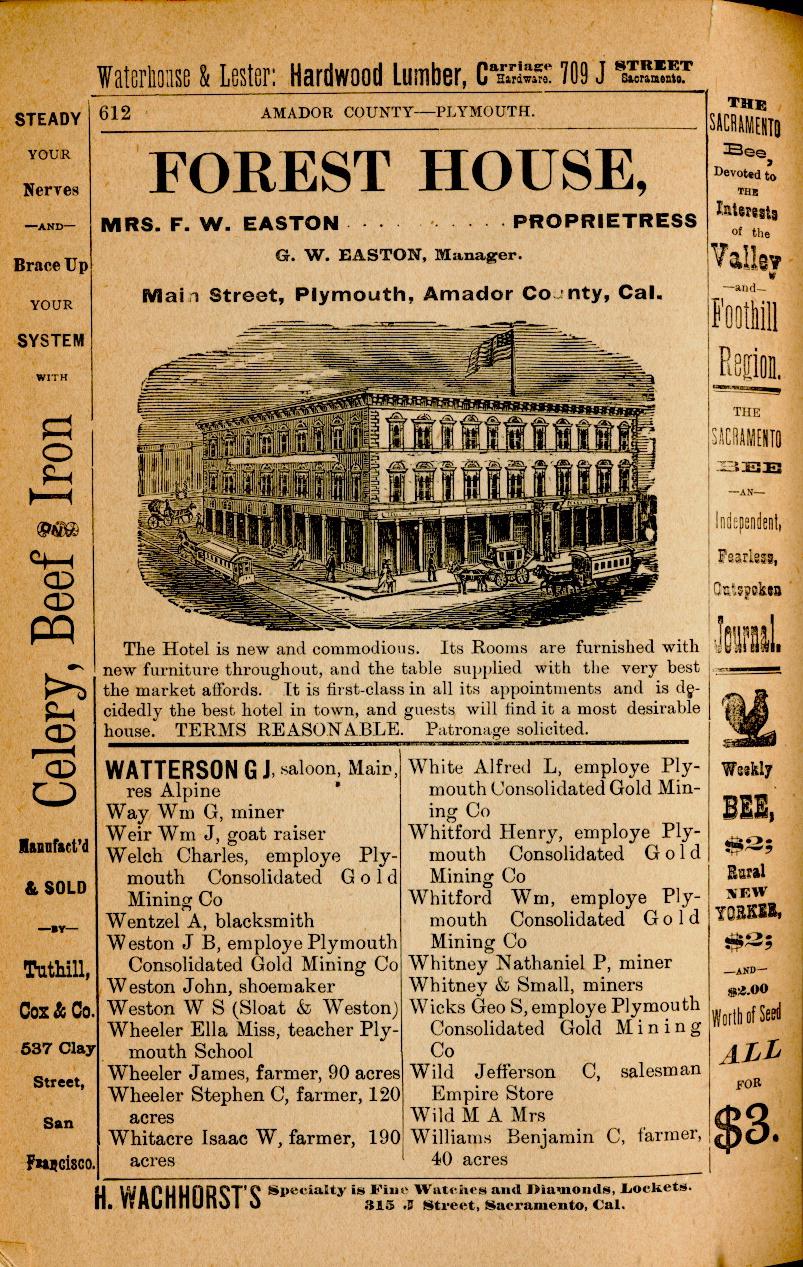 Waterhouse & Lester: Hardwood Lumber, Carriage Hardware. 709 J STREET Sacramento.
612 AMADOR COUNTY—PLYMOUTH.
FOREST HOUSE,
MRS. F. W. EASTON . . . . . . . . . . PROPRIETRESS
G. W. EASTON, Manager.
Main Street, Plymouth, Amador County, Cal.
The Hotel is new and commodious. Its Rooms are furnished with
new furniture throughout, and the table supplied with the very best
the market affords. It is first-class in all its appointments and is de-
cidedly the best hotel in town, and guests will find it a most desirable
house. TERMS REASONABLE. Patronage solicited.
WATTERSON G J, saloon, Main,
res Alpine
Way Wm G, miner
Weir Wm J, goat raiser
Welch Charles, employe Ply-
mouth Consolidated Gold
Mining Co
Wentzel A, blacksmith
Weston J B, employe Plymouth
Consolidated Gold Mining Co
Weston John, shoemaker
Weston W S (Sloat & Weston)
Wheeler Ella Miss, teacher Ply-
mouth School
Wheeler James, farmer, 90 acres
Wheeler Stephen C, farmer, 120
acres
Whitacre Isaac W, farmer, 190
acres
White Alfred L, employe Ply-
mouth Consolidated Gold Min-
ing Co
Whitford Henry, employe Ply-
mouth Consolidated Gold
Mining Co
Whitford Wm, employe Ply-
mouth Consolidated Gold
Mining Co
Whitney Nathaniel P, miner
Whitney & Small, miners
Wicks Geo S, employe Plymouth
Consolidated Gold Mining
Co
Wild Jefferson C, salesman
Empire Store
Wild M A Mrs
Williams Benjamin C, farmer,
40 acres
STEADY
YOUR
Nerves
—AND—
Brace Up
YOUR
SYSTEM
WITH
Celery, Beef AND Iron
Manufact'd
& SOLD
—BY—
Tuthill,
Cox & Co.
537 Clay
Street,
San
Francisco.
THE
SACRAMENTO
Bee,
Devoted to
THE
Interests
of the
Valley
—and—
Foothill
Region.
THE
SACRAMENTO
BEE
—AN—
Independent,
Fearless,
Outspoken
Journal.
Weekly
BEE,
$2;
Rural
NEW
YORKER,
$2;
—AND—
$2.00
Worth of Seed
ALL
FOR
$3.
H. WACHHORST'S Specialty is Fine Watches and Diamonds, Lockets.
315 J Street, Sacramento, Cal.